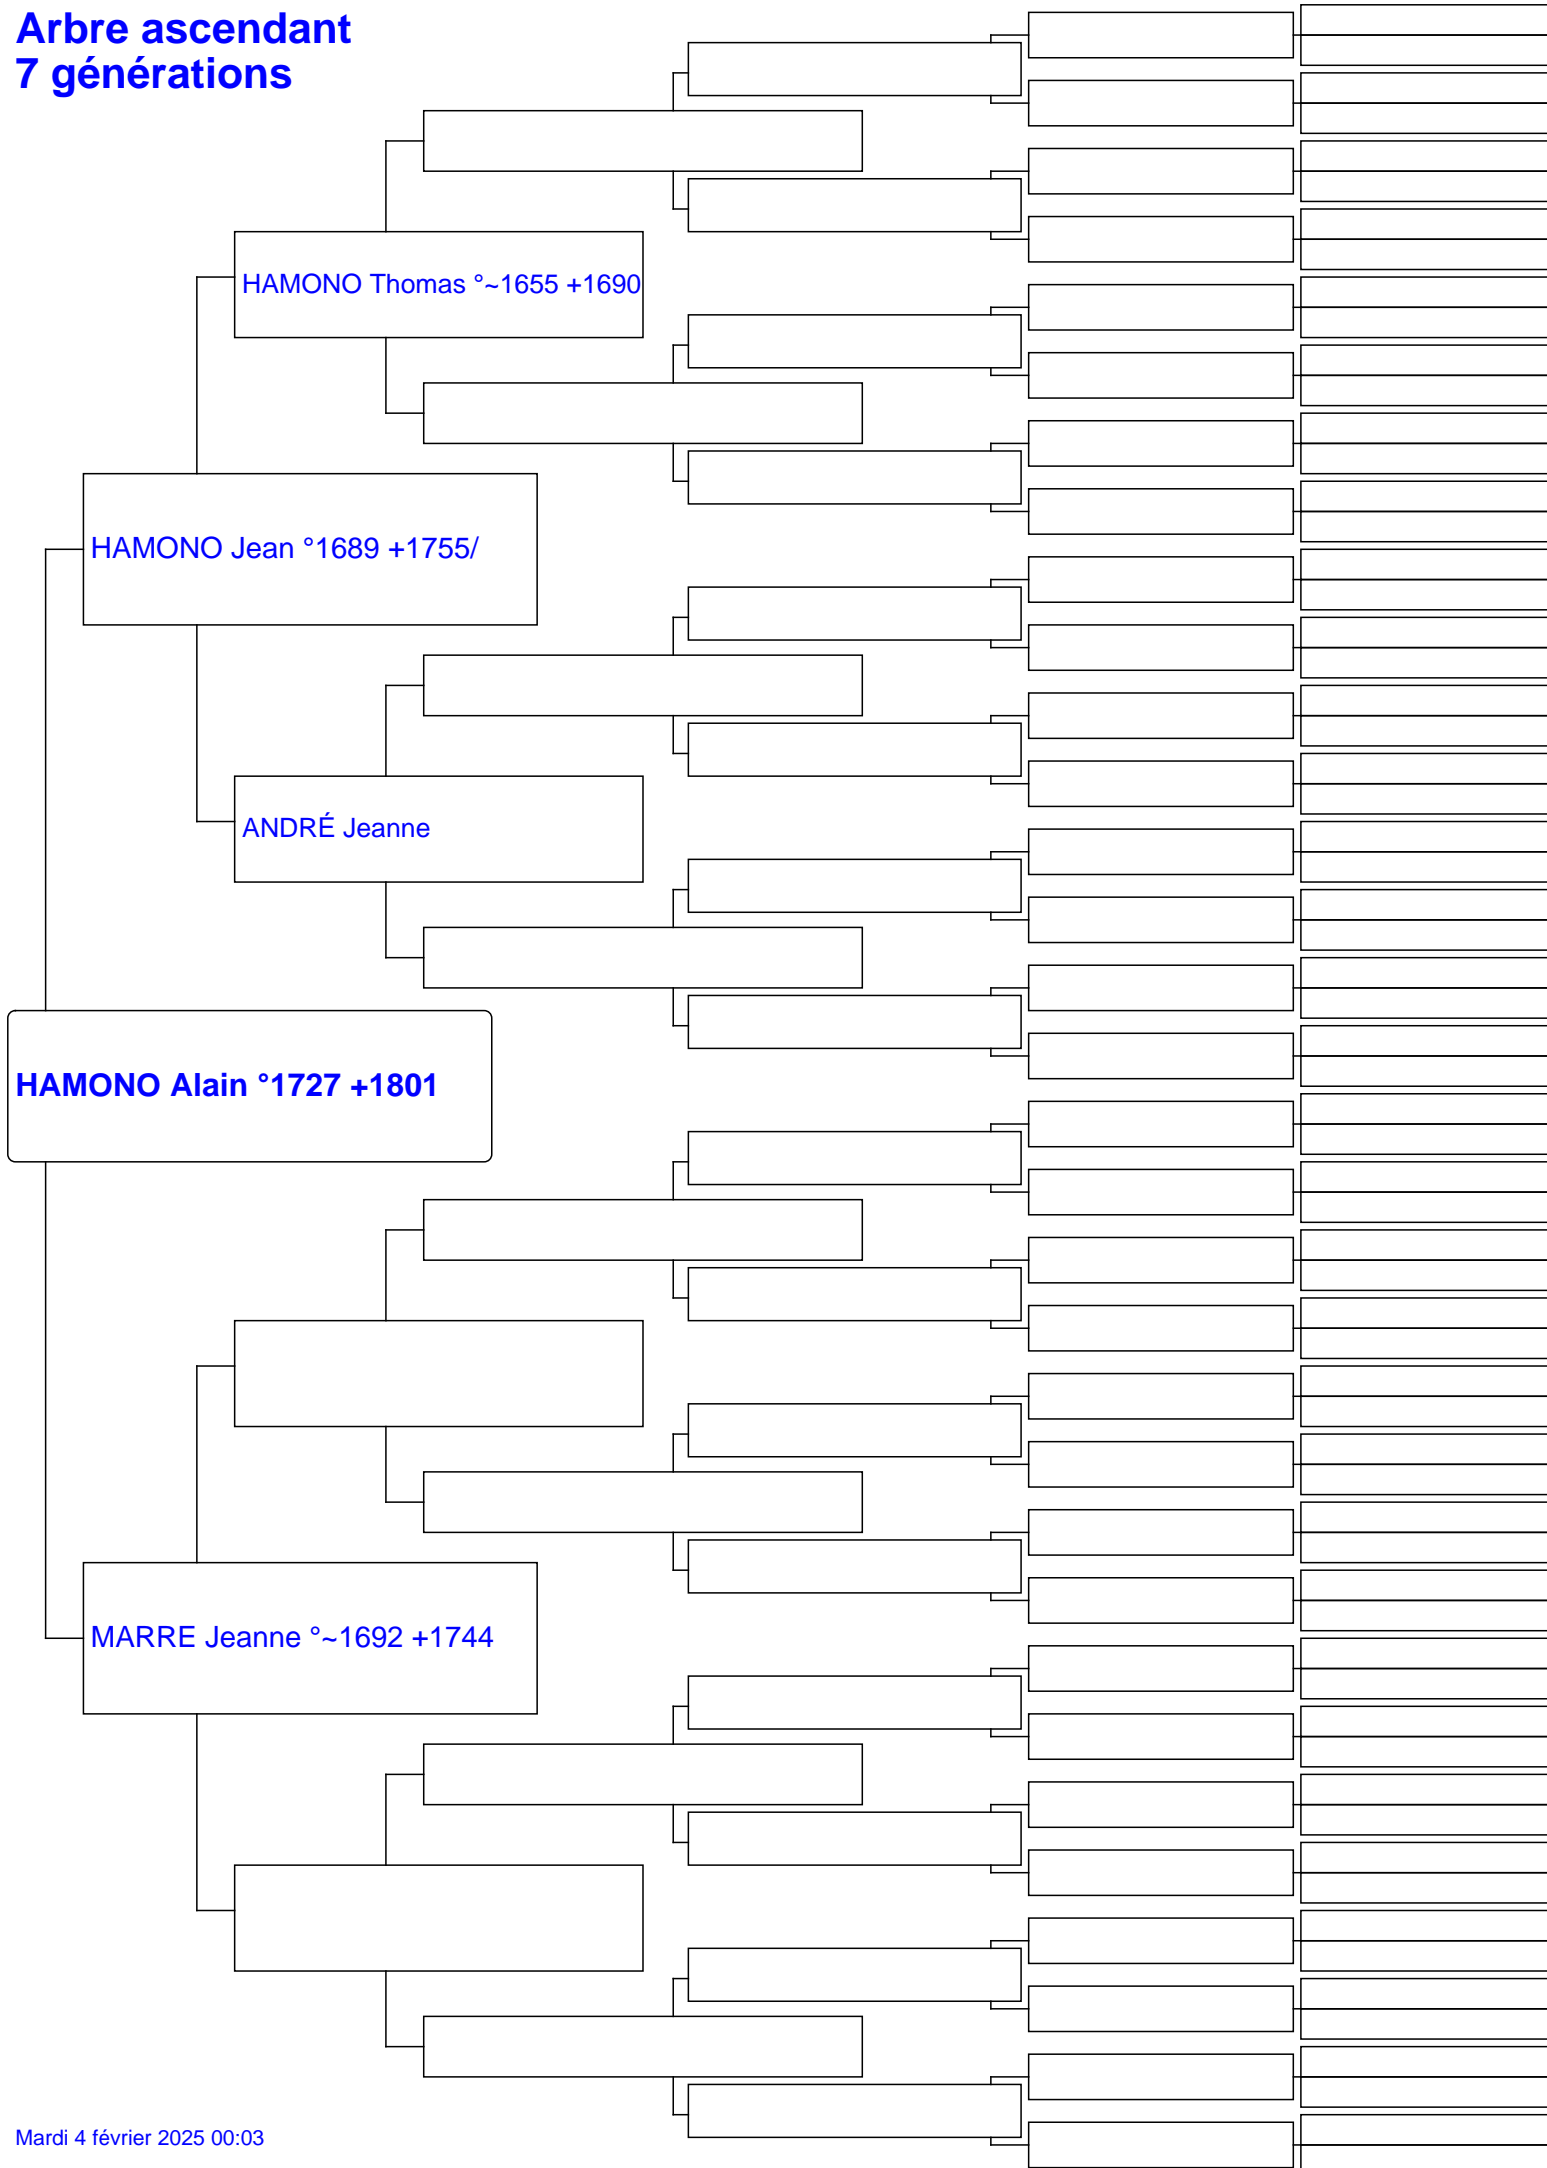 Arbre ascendant
7 générations
HAMONO Thomas °~1655 +1690
HAMONO Jean °1689 +1755/
ANDRÉ Jeanne
HAMONO Alain °1727 +1801
MARRE Jeanne °~1692 +1744
Mardi 4 février 2025 00:03